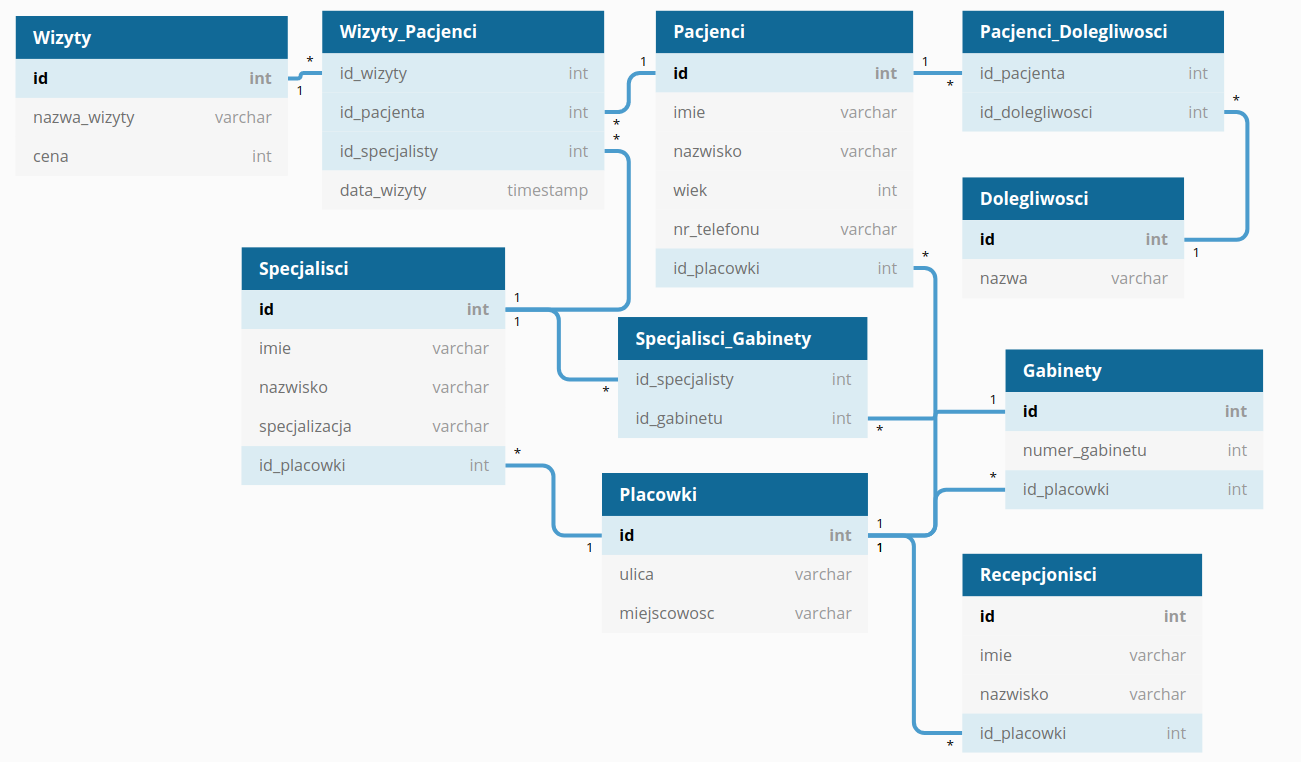 Wizyty
id int
nazwa_wizyty varchar
cena int
* 1
Wizyty_Pacjenci
id_wizyty int
id_pacjenta int
id_specjalisty int
data_wizyty timestamp
* * 1
Pacjenci
id int
imie varchar
nazwisko varchar
wiek int
nr_telefonu varchar
id_placowki int
1 * *
Pacjenci_Dolegliwosci
id_pacjenta int
id_dolegliwosci int
* 1
Dolegliwosci
id int
nazwa varchar
Specjalisci
id int
imie varchar
nazwisko varchar
specjalizacja varchar
id_placowki int
1 1 * *
Specjalisci_Gabinety
id_specjalisty int
id_gabinetu int
* 1 *
Gabinety
id int
numer_gabinetu int
id_placowki int
Placowki
id int
ulica varchar
miejscowosc varchar
1 1 1 *
Recepcjonisci
id int
imie varchar
nazwisko varchar
id_placowki int